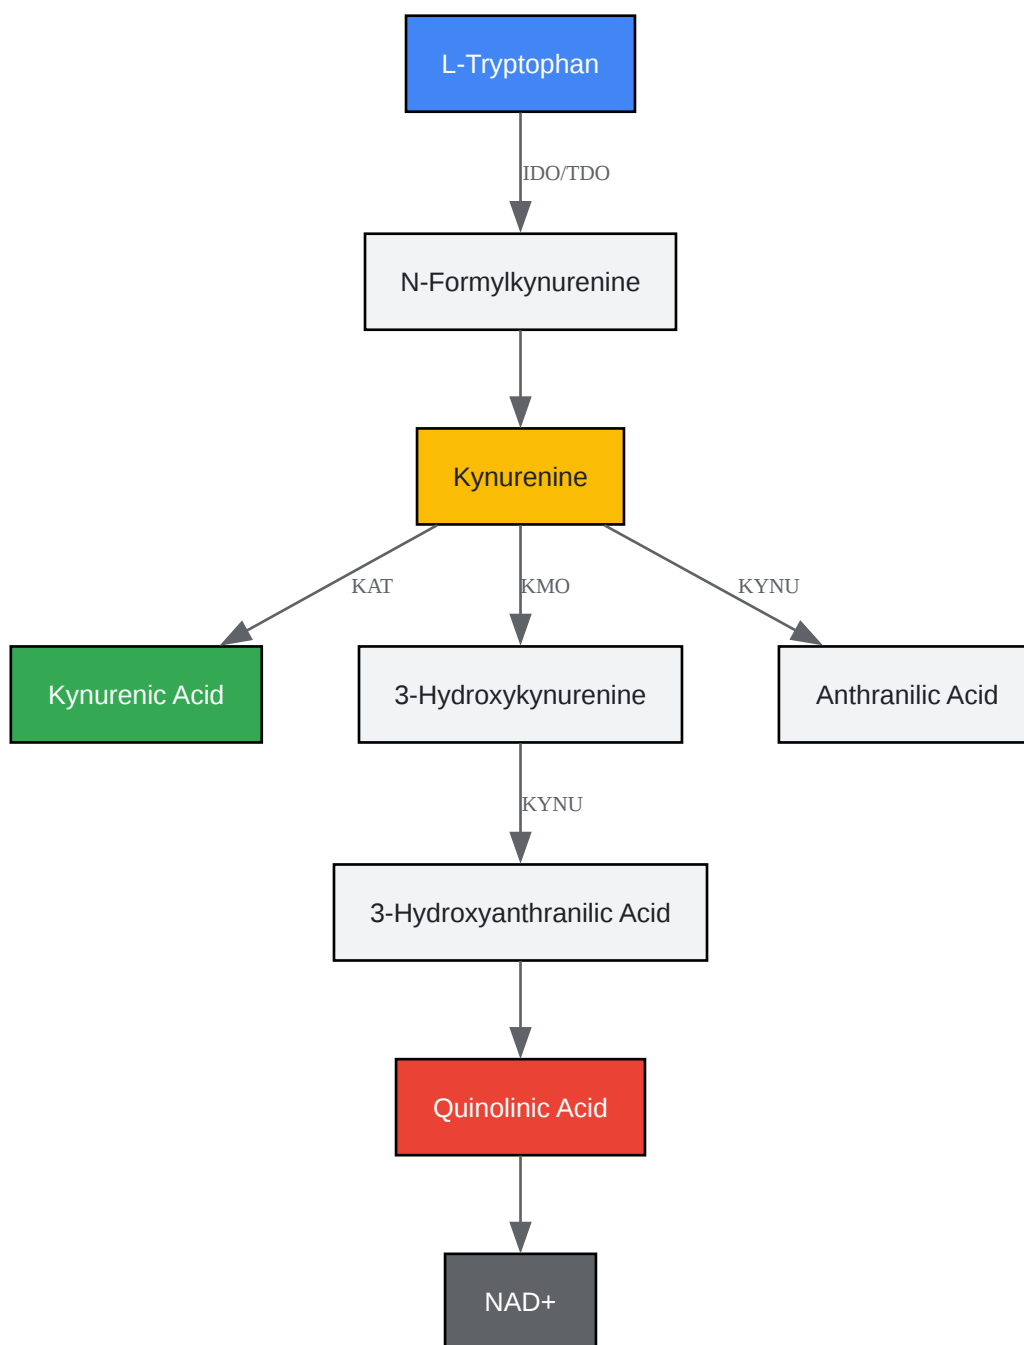 L-Tryptophan
IDO/TDO
N-Formylkynurenine
Kynurenine
KAT
KMO
KYNU
Kynurenic Acid
3-Hydroxykynurenine
Anthranilic Acid
KYNU
3-Hydroxyanthranilic Acid
Quinolinic Acid
NAD+